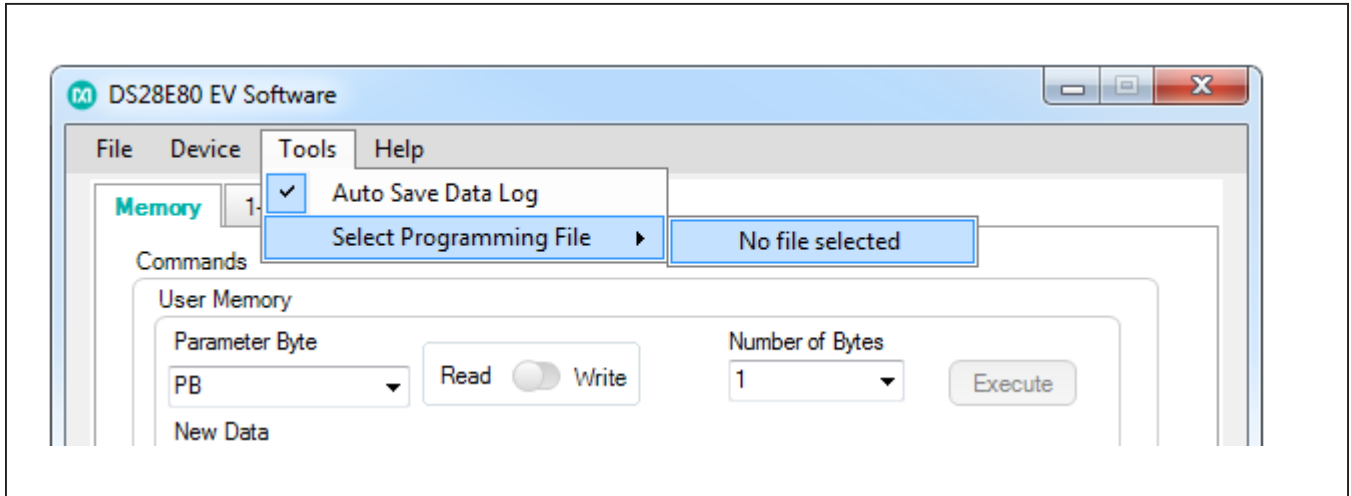 DS28E80 EV Software
File Device Tools Help
Memory 1-
Auto Save Data Log
Select Programming File No file selected
Commands
User Memory
Parameter Byte Number of Bytes
PB Read Write 1 Execute
New Data